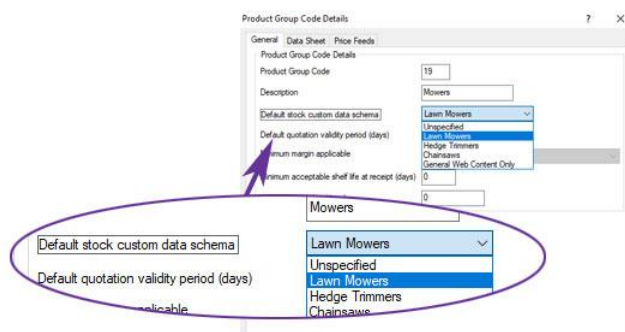 Product Group Code Details ? X
General Data Sheet Price Feeds
Product Group Code Details
Product Group Code 19
Description Mowers
Default stock custom data schema Lawn Mowers
Unspecified
Default quotation validity period (days) Lawn Mowers
Hedge Trimmers
margin applicable Chainsaws
General Web Content Only
acceptable shelf life at receipt (days) 0
0
Mowers
Default stock custom data schema Lawn Mowers
Unspecified
Default quotation validity period (days) Lawn Mowers
Hedge Trimmers
Chainsaws